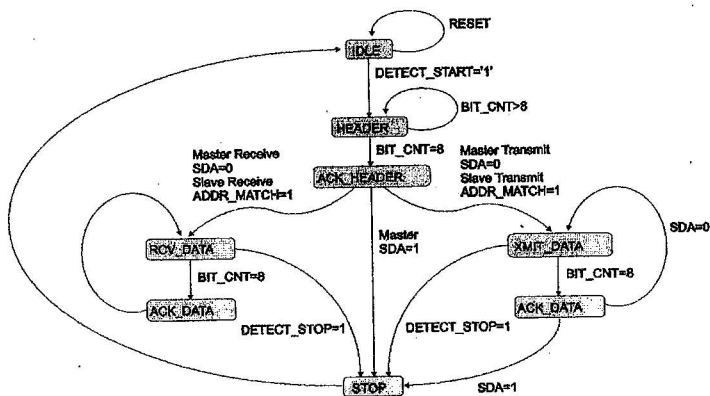 RESET
IDLE
DETECT_START='1'
BIT_CNT>8
HEADER
BIT_CNT=8
Master Receive
SDA=0
Slave Receive
ADDR_MATCH=1
Master Transmit
SDA=0
Slave Transmit
ADDR_MATCH=1
ACK_HEADER
Master
SDA=1
SDA=0
RCV_DATA
XMIT_DATA
BIT_CNT=8
BIT_CNT=8
ACK_DATA
ACK_DATA
DETECT_STOP=1
DETECT_STOP=1
STOP
SDA=1